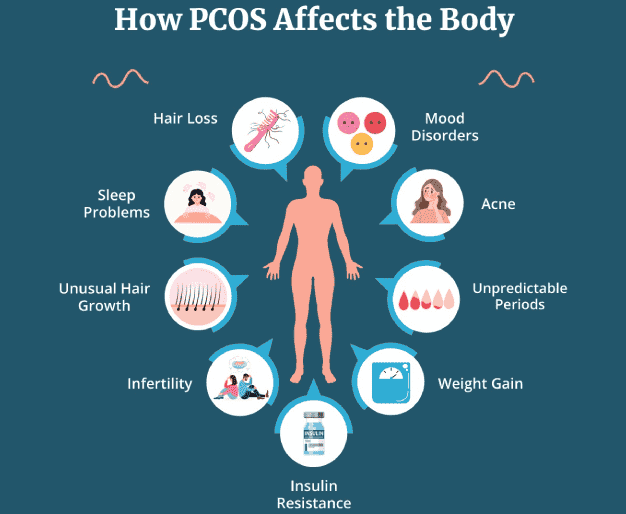 How PCOS Affects the Body
Hair Loss
Mood
Disorders
Sleep
Problems
Acne
Unusual Hair
Growth
Unpredictable
Periods
Infertility
Weight Gain
INSULIN
Insulin
Resistance